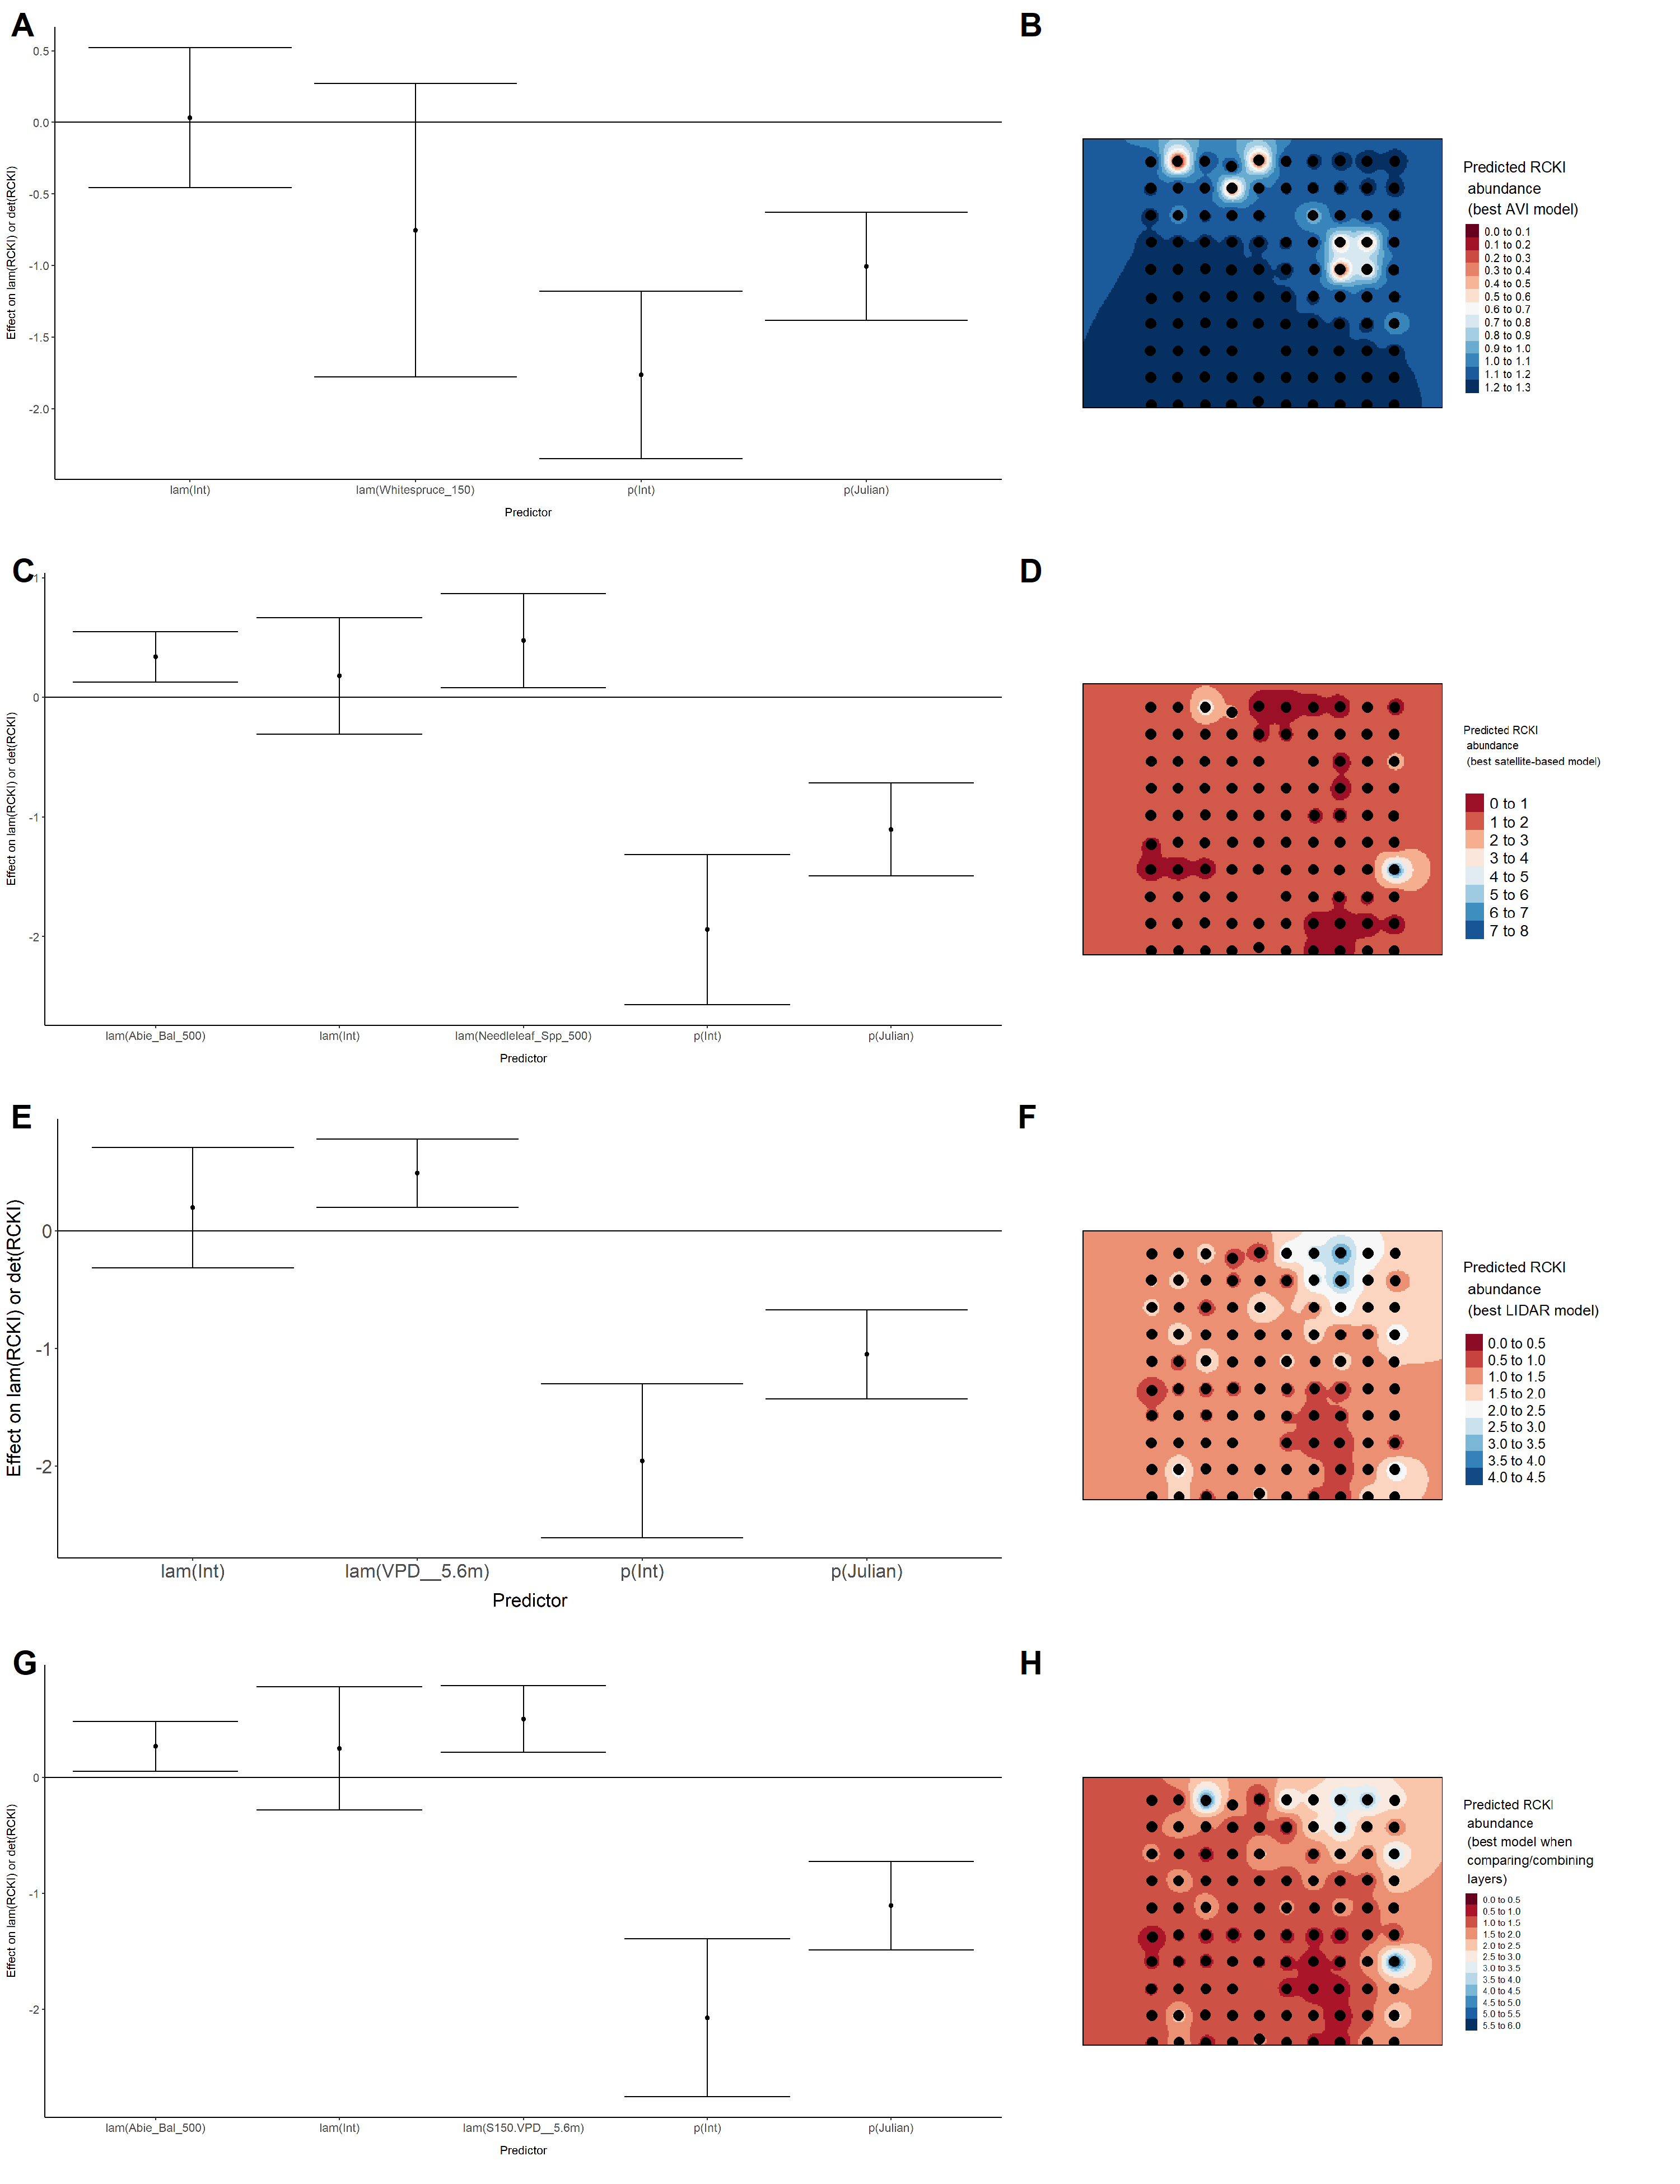 A
0.5
0.0
-0.5
-1.0
-1.5
-2.0
Effect on lam(RCKI) or det(RCKI)
lam(Int)
lam(Whitespruce_150)
p(Int)
p(Julian)
Predictor
B
Predicted RCKI
abundance
(best AVI model)
0.0 to 0.1
0.1 to 0.2
0.2 to 0.3
0.3 to 0.4
0.4 to 0.5
0.5 to 0.6
0.6 to 0.7
0.7 to 0.8
0.8 to 0.9
0.9 to 1.0
1.0 to 1.1
1.1 to 1.2
1.2 to 1.3
C
1
0
-1
-2
Effect on lam(RCKI) or det(RCKI)
lam(Abie_Bal_500)
lam(Int)
lam(Needleleaf_Spp_500)
p(Int)
p(Julian)
Predictor
D
Predicted RCKI
abundance
(best satellite-based model)
0 to 1
1 to 2
2 to 3
3 to 4
4 to 5
5 to 6
6 to 7
7 to 8
E
0
-1
-2
Effect on lam(RCKI) or det(RCKI)
lam(Int)
lam(VPD__5.6m)
p(Int)
p(Julian)
Predictor
F
Predicted RCKI
abundance
(best LIDAR model)
0.0 to 0.5
0.5 to 1.0
1.0 to 1.5
1.5 to 2.0
2.0 to 2.5
2.5 to 3.0
3.0 to 3.5
3.5 to 4.0
4.0 to 4.5
G
0
-1
-2
Effect on lam(RCKI) or det(RCKI)
lam(Abie_Bal_500)
lam(Int)
lam(S150.VPD__5.6m)
p(Int)
p(Julian)
Predictor
H
Predicted RCKI
abundance
(best model when
comparing/combining
layers)
0.0 to 0.5
0.5 to 1.0
1.0 to 1.5
1.5 to 2.0
2.0 to 2.5
2.5 to 3.0
3.0 to 3.5
3.5 to 4.0
4.0 to 4.5
4.5 to 5.0
5.0 to 5.5
5.5 to 6.0